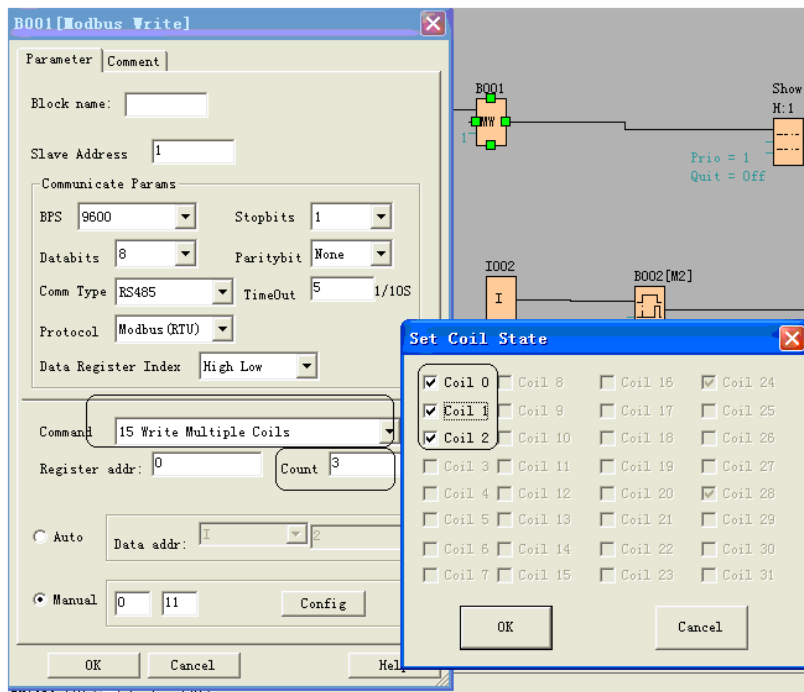 B001[Modbus Write]
Parameter
Comment
Block name:
Slave Address 1
Communicate Params
BPS 9600 Stopbits 1
Databits 8 Paritybit None
Comm Type RS485 TimeOut 5 1/10S
Protocol Modbus(RTU)
Data Register Index High Low
Command 15 Write Multiple Coils
Register addr: 0 Count 3
Auto Data addr: I 2
Manual 0 11 Config
OK Cancel Hel
B001
MW
1
Show
H:1
Prio = 1
Quit = Off
I002
I
B002[M2]
Set Coil State
Coil 0 Coil 8 Coil 16 Coil 24
Coil 1 Coil 9 Coil 17 Coil 25
Coil 2 Coil 10 Coil 18 Coil 26
Coil 3 Coil 11 Coil 19 Coil 27
Coil 4 Coil 12 Coil 20 Coil 28
Coil 5 Coil 13 Coil 21 Coil 29
Coil 6 Coil 14 Coil 22 Coil 30
Coil 7 Coil 15 Coil 23 Coil 31
OK Cancel